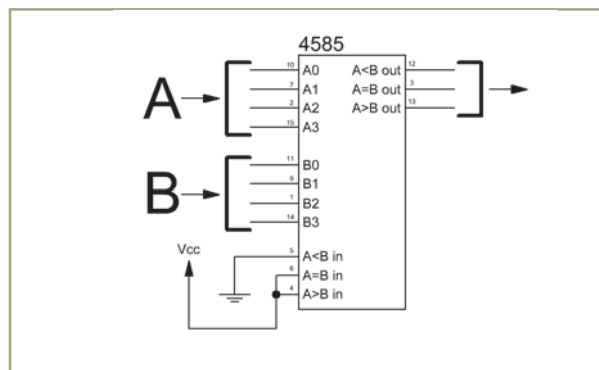 4585
A
10 A0
7 A1
2 A2
15 A3
A<B out 12
A=B out 3
A>B out 13
B
11 B0
9 B1
1 B2
14 B3
Vcc
5 A<B in
6 A=B in
4 A>B in